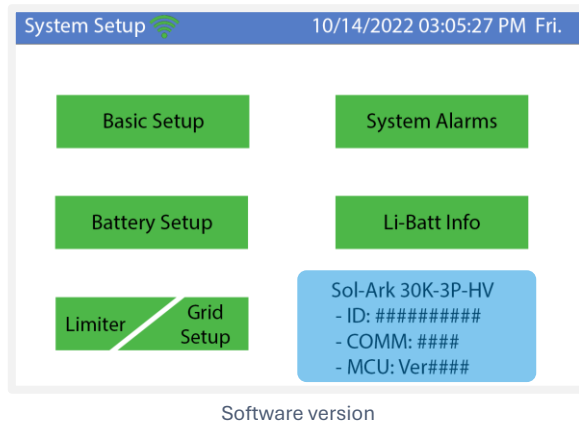 System Setup 10/14/2022 03:05:27 PM Fri.
Basic Setup
System Alarms
Battery Setup
Li-Batt Info
Limiter
Grid
Setup
Sol-Ark 30K-3P-HV
- ID: ##########
- COMM: ####
- MCU: Ver####
Software version